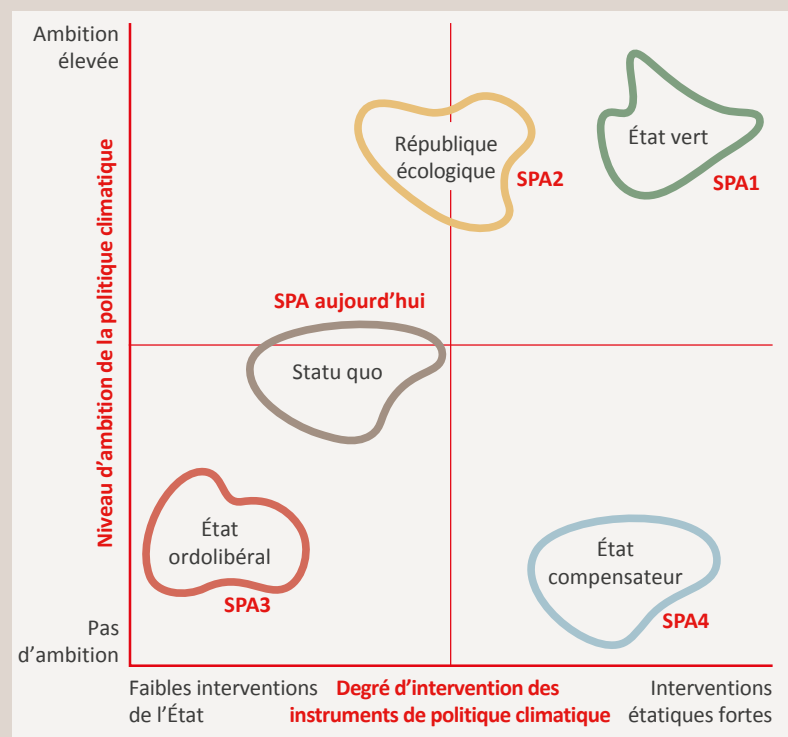 Ambition
élevée
République
écologique
SPA2
État vert
SPA1
Niveau d’ambition de la politique climatique
SPA aujourd’hui
Statu quo
État
ordolibéral
SPA3
État
compensateur
SPA4
Pas
d’ambition
Faibles interventions
de l’État
Degré d’intervention des
instruments de politique climatique
Interventions
étatiques fortes